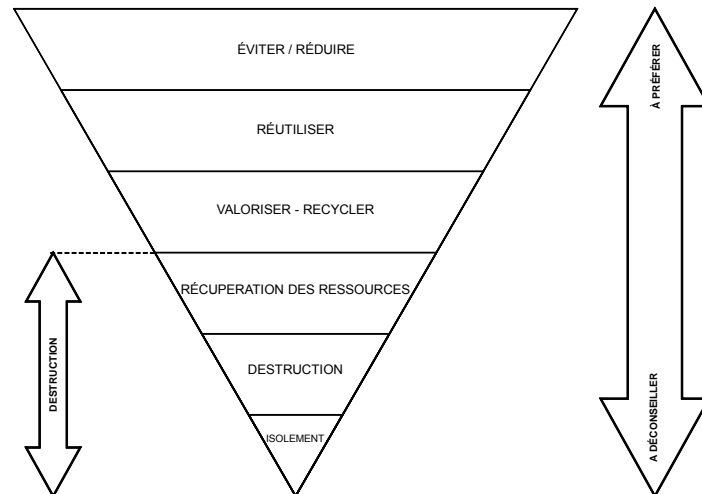 ÉVITER / RÉDUIRE
RÉUTILISER
VALORISER - RECYCLER
RÉCUPERATION DES RESSOURCES
DESTRUCTION
ISOLEMENT
DESTRUCTION
À PRÉFÉRER
A DÉCONSEILLER